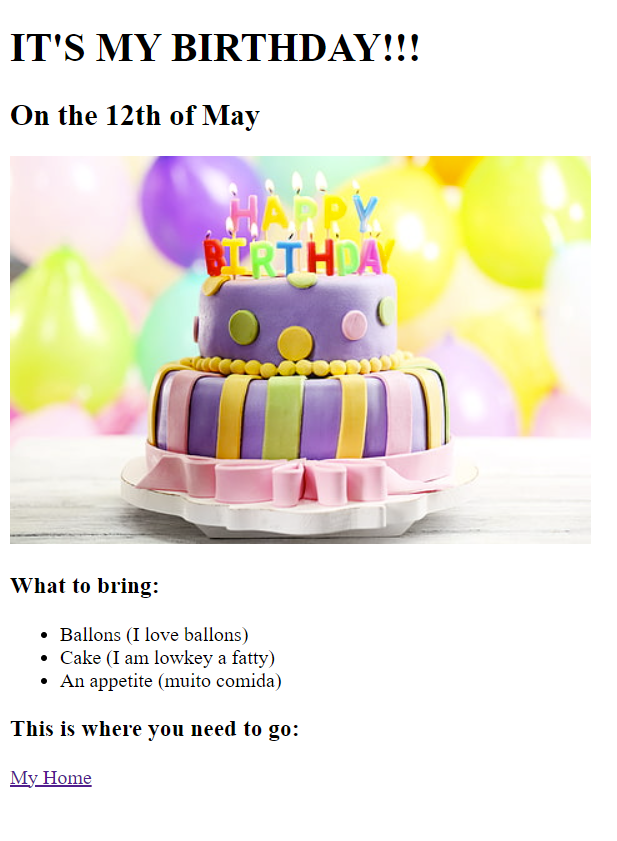 IT'S MY BIRTHDAY!!!
On the 12th of May
HAPPY
BIRTHDAY
What to bring:
Ballons (I love ballons)
Cake (I am lowkey a fatty)
An appetite (muito comida)
This is where you need to go:
My Home